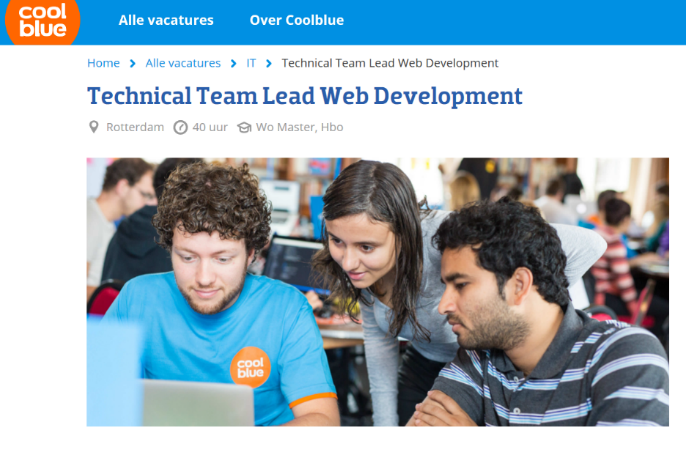 cool
blue
Alle vacatures
Over Coolblue
Home > Alle vacatures > IT > Technical Team Lead Web Development
Technical Team Lead Web Development
Rotterdam 40 uur Wo Master, Hbo
cool
blue